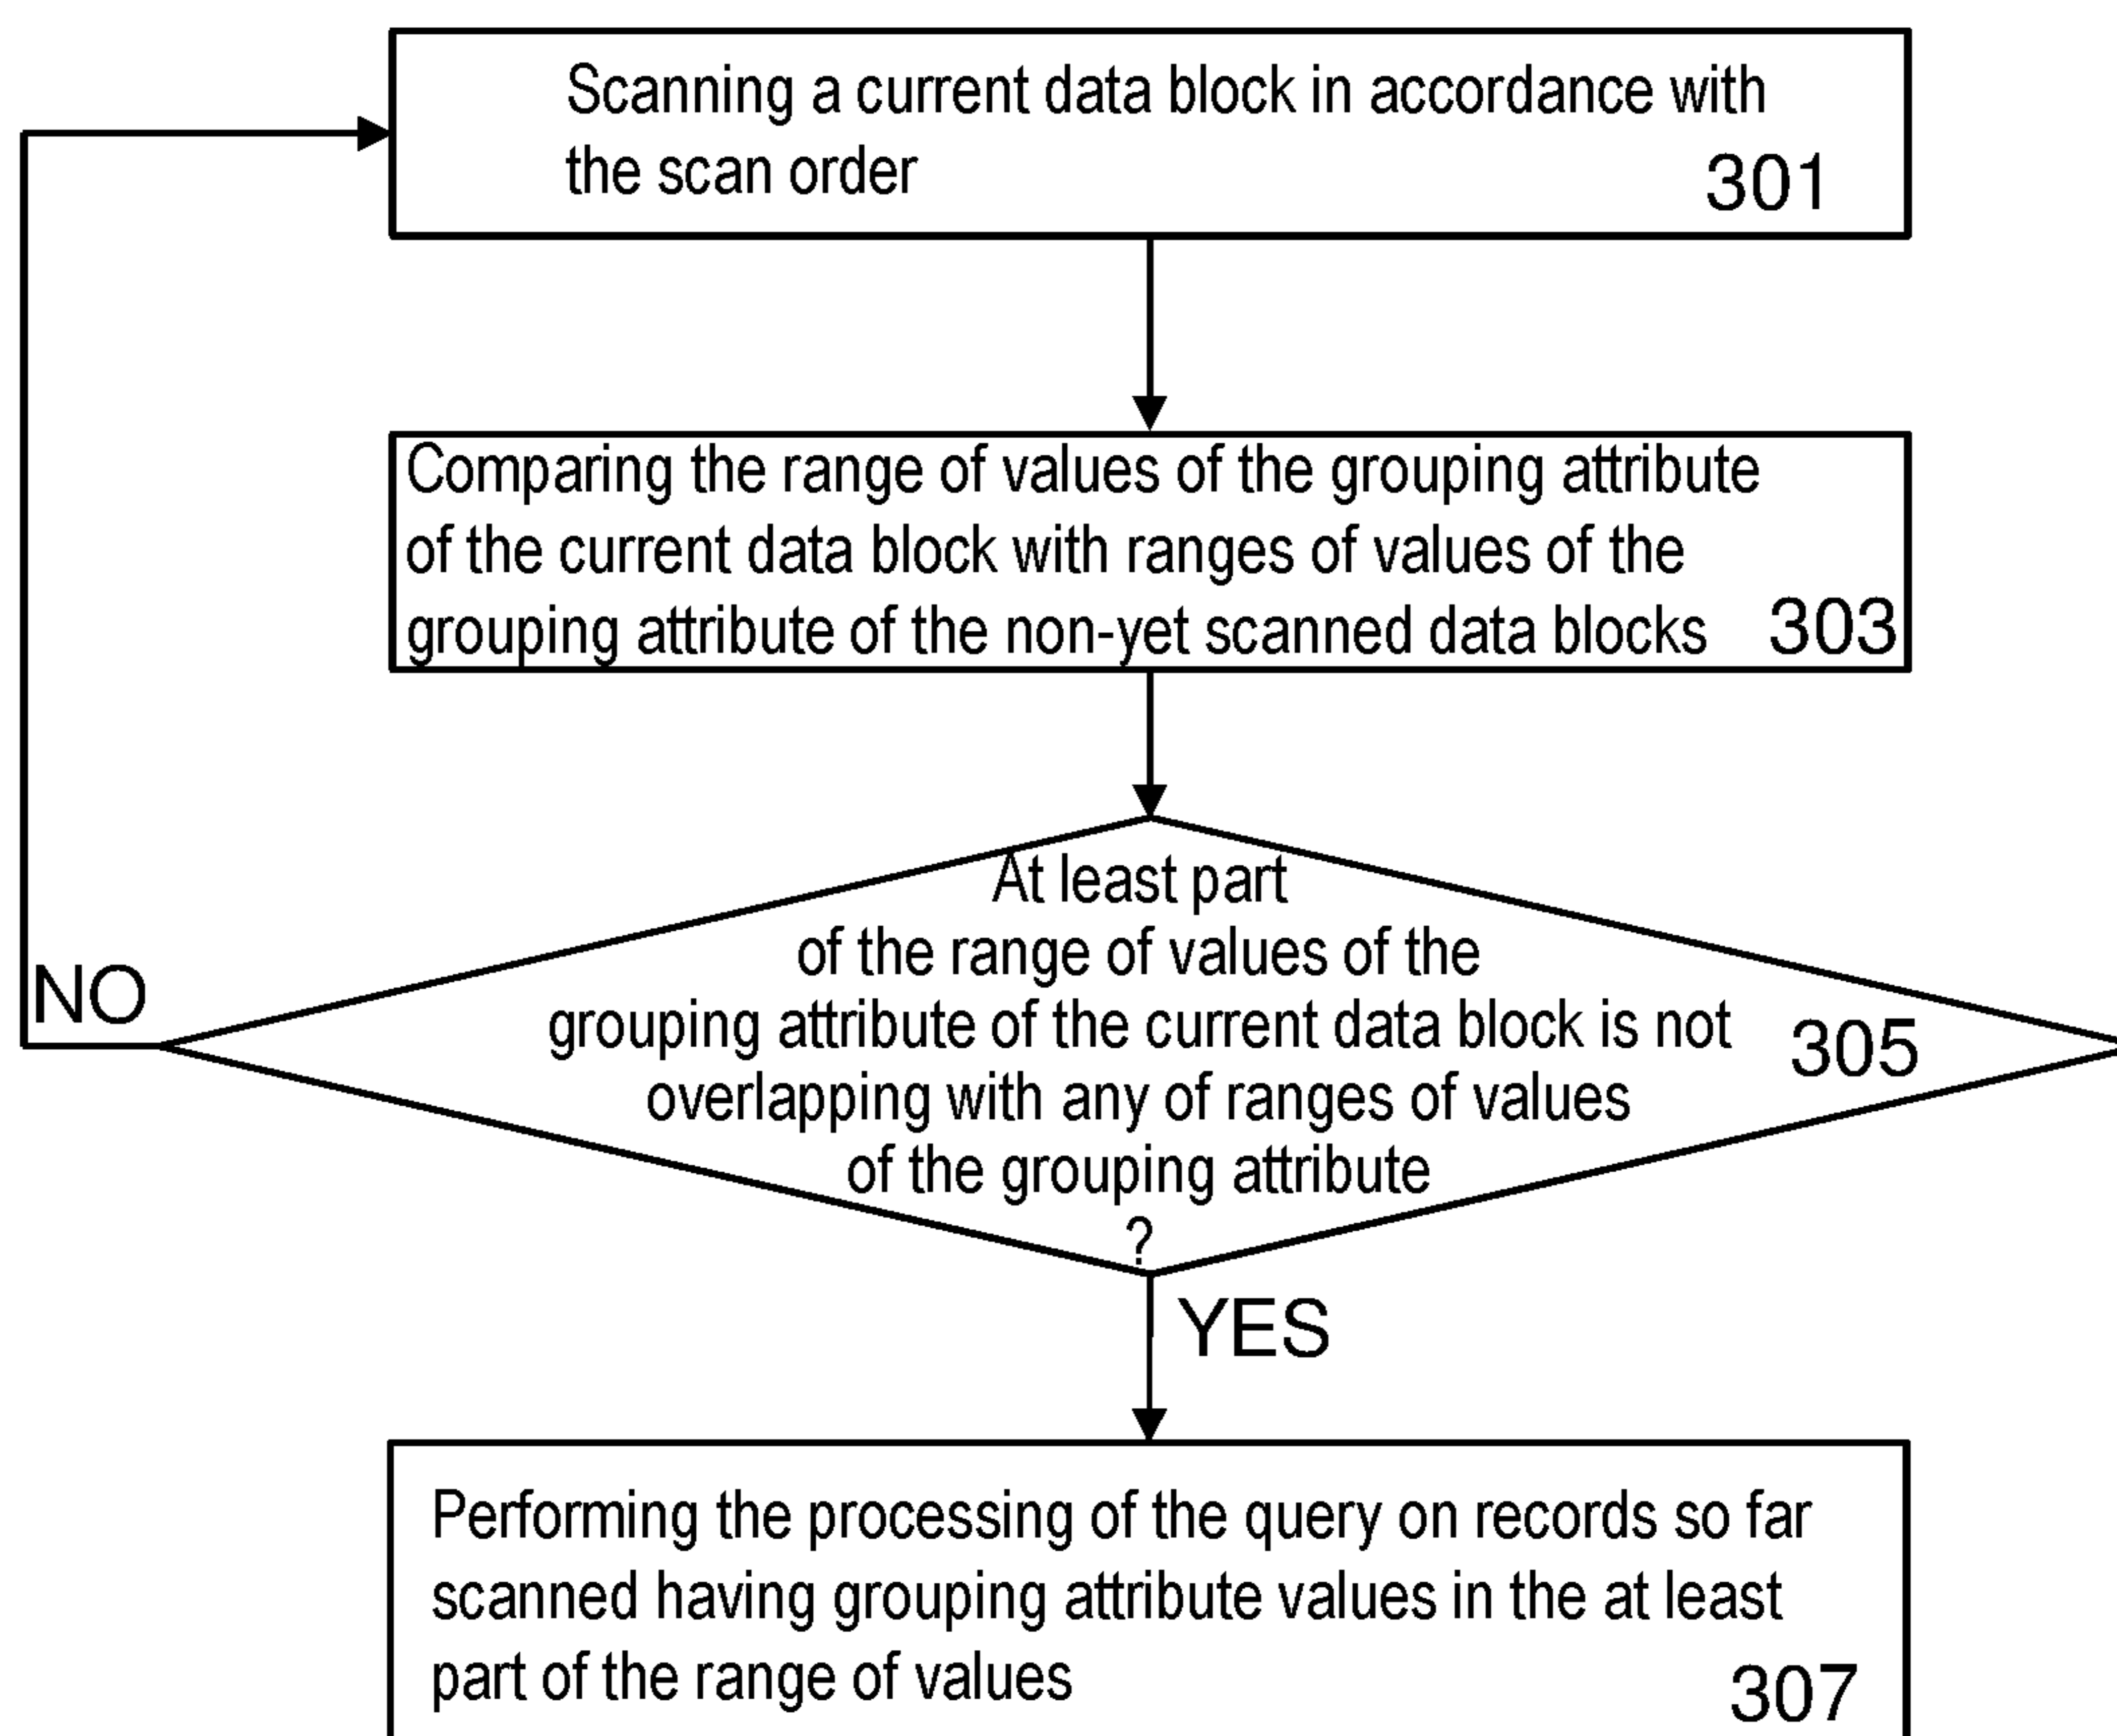 Scanning a current data block in accordance with
the scan order
301
Comparing the range of values of the grouping attribute
of the current data block with ranges of values of the
grouping attribute of the non-yet scanned data blocks 303
At least part
of the range of values of the
grouping attribute of the current data block is not 305
overlapping with any of ranges of values
of the grouping attribute
?
NO
YES
Performing the processing of the query on records so far
scanned having grouping attribute values in the at least
part of the range of values
307